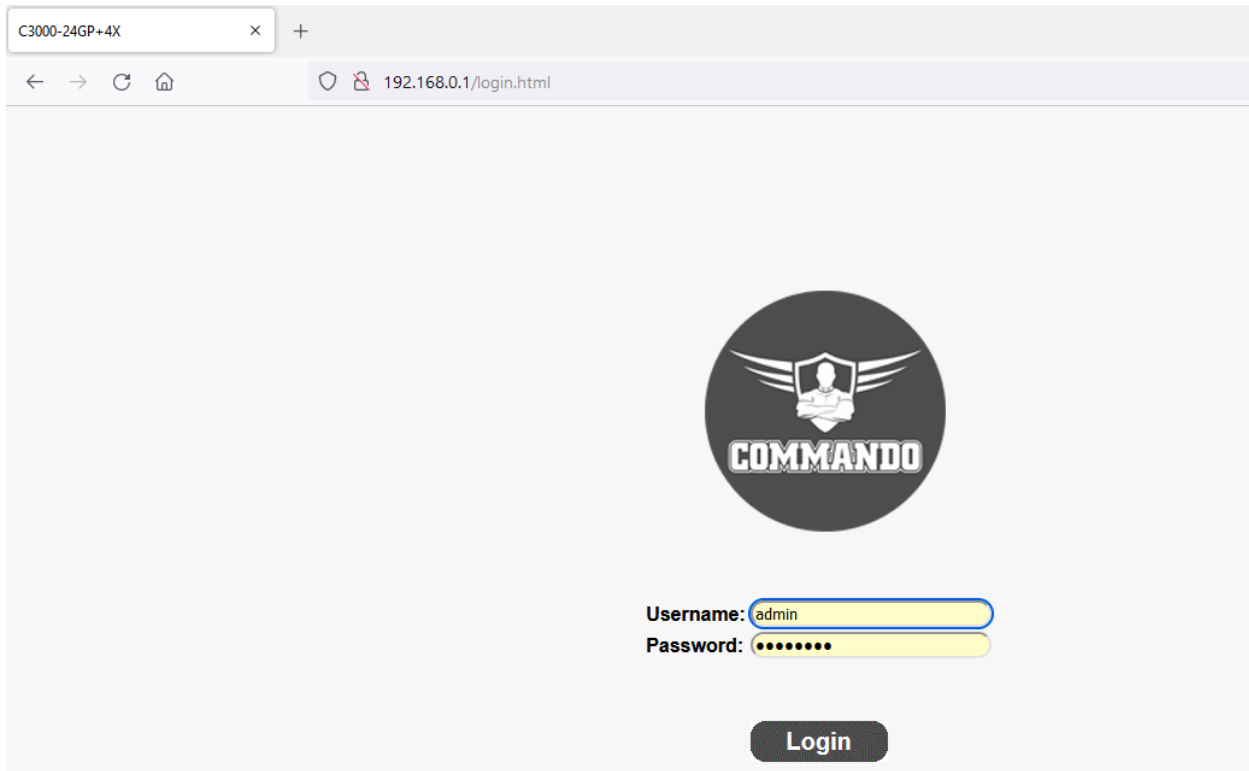 C3000-24GP+4X
192.168.0.1/login.html
COMMANDO
Username: admin
Password: ••••••••
Login